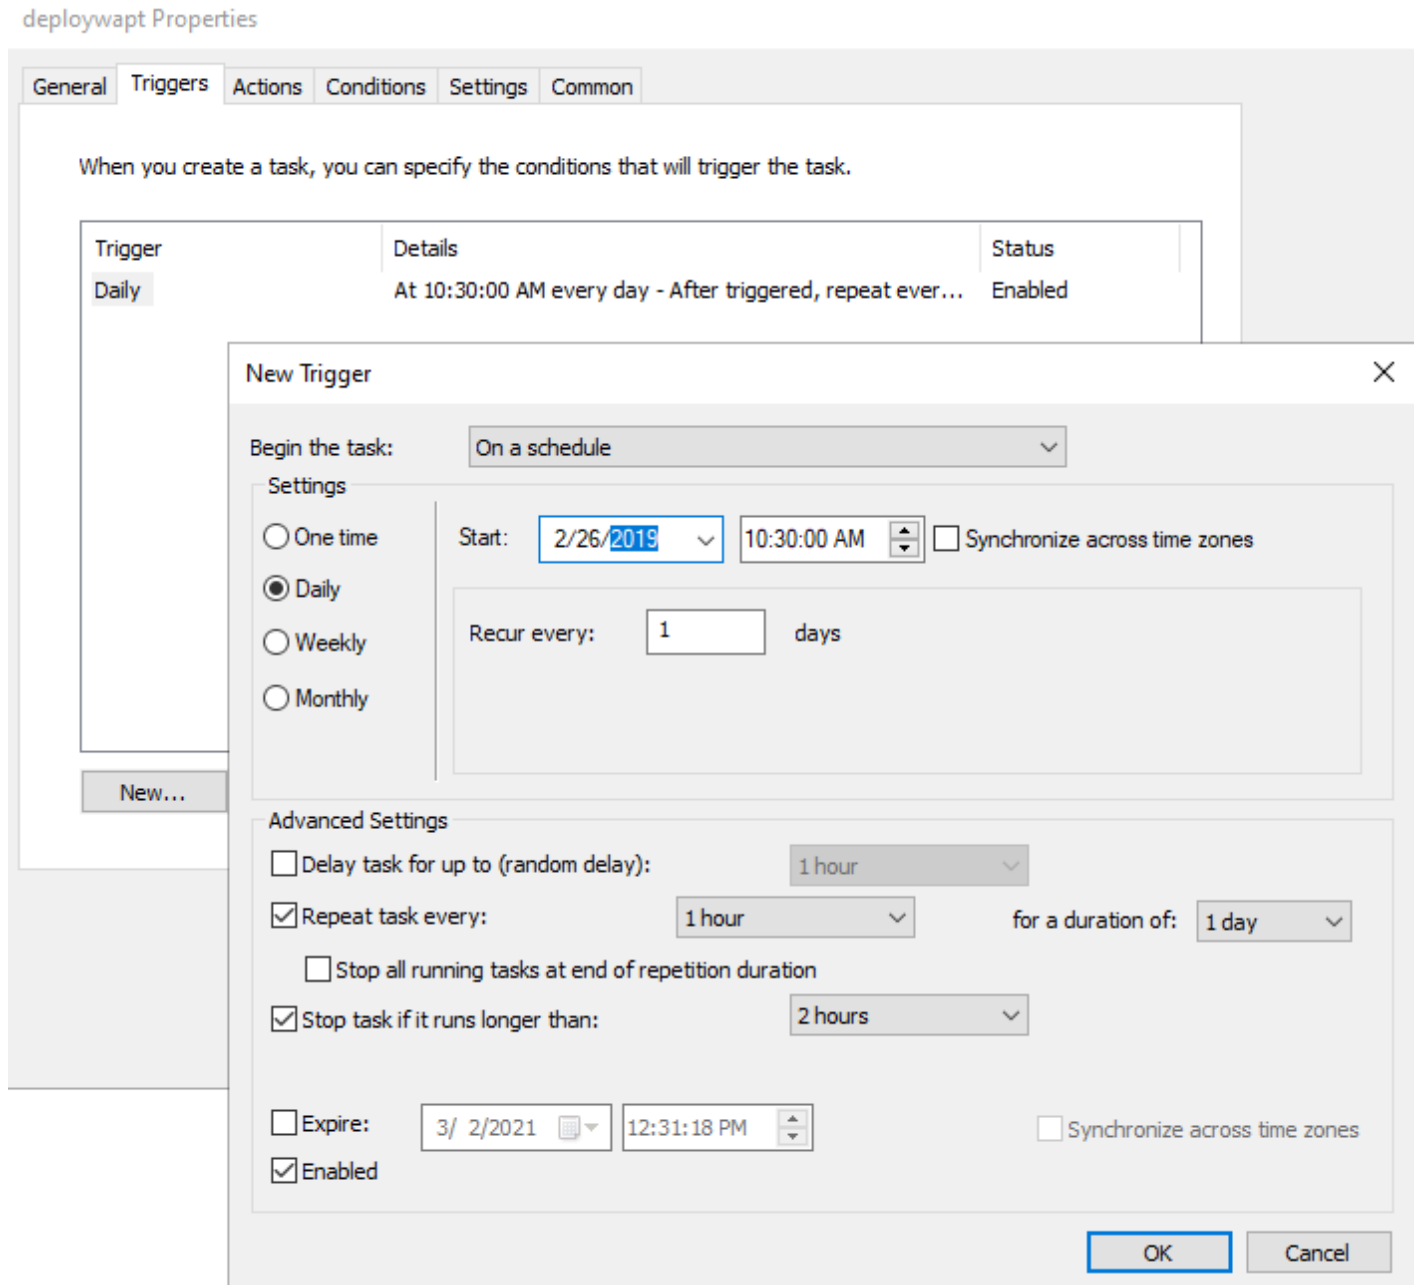 deploywapt Properties
General Triggers Actions Conditions Settings Common
When you create a task, you can specify the conditions that will trigger the task.
Trigger Details Status
Daily At 10:30:00 AM every day - After triggered, repeat ever... Enabled
New Trigger
Begin the task: On a schedule
Settings
One time Start: 2/26/2019 10:30:00 AM Synchronize across time zones
Daily
Recur every: 1 days
Weekly
Monthly
New...
Advanced Settings
Delay task for up to (random delay): 1 hour
Repeat task every: 1 hour for a duration of: 1 day
Stop all running tasks at end of repetition duration
Stop task if it runs longer than: 2 hours
Expire: 3/ 2/2021 12:31:18 PM Synchronize across time zones
Enabled
OK Cancel